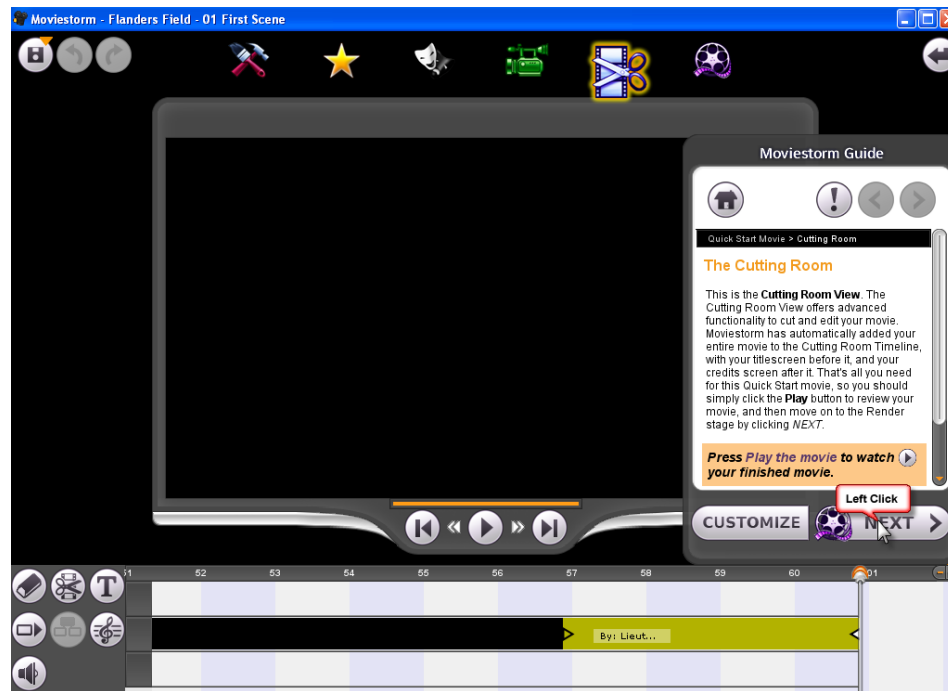 Moviestorm - Flanders Field - 01 First Scene
Moviestorm Guide
Quick Start Movie > Cutting Room
The Cutting Room
This is the Cutting Room View. The
Cutting Room View offers advanced
functionality to cut and edit your movie.
Moviestorm has automatically added your
entire movie to the Cutting Room Timeline,
with your titlescreen before it, and your
credits screen after it. That's all you need
for this Quick Start movie, so you should
simply click the Play button to review your
movie, and then move on to the Render
stage by clicking NEXT.
Press Play the movie to watch
your finished movie.
Left Click
CUSTOMIZE
NEXT
T
52 53 54 55 56 57 58 59 60 01
By: Lieut...